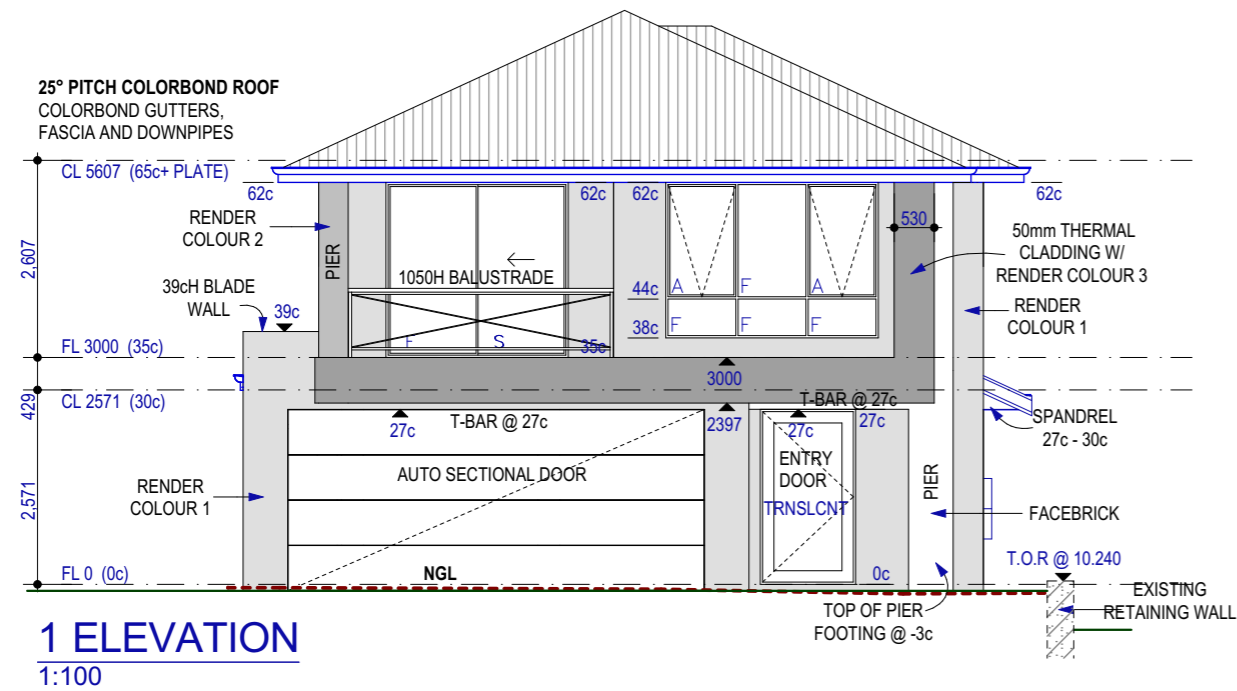 25° PITCH COLORBOND ROOF
COLORBOND GUTTERS,
FASCIA AND DOWNPIPES
CL 5607 (65c+ PLATE)
62c
62c
62c
62c
RENDER
COLOUR 2
PIER
530
50mm THERMAL
CLADDING W/
RENDER COLOUR 3
2,607
1050H BALUSTRADE
39cH BLADE
WALL
39c
44c
A
F
A
RENDER
COLOUR 1
38c
F
F
F
F
S
35c
FL 3000 (35c)
3000
429
CL 2571 (30c)
T-BAR @ 27c
T-BAR @ 27c
27c
2397
27c
27c
SPANDREL
27c - 30c
AUTO SECTIONAL DOOR
ENTRY
DOOR
TRNSLCNT
PIER
RENDER
COLOUR 1
2,571
FACEBRICK
T.O.R @ 10.240
FL 0 (0c)
NGL
0c
EXISTING
RETAINING WALL
TOP OF PIER
FOOTING @ -3c
1 ELEVATION
1:100